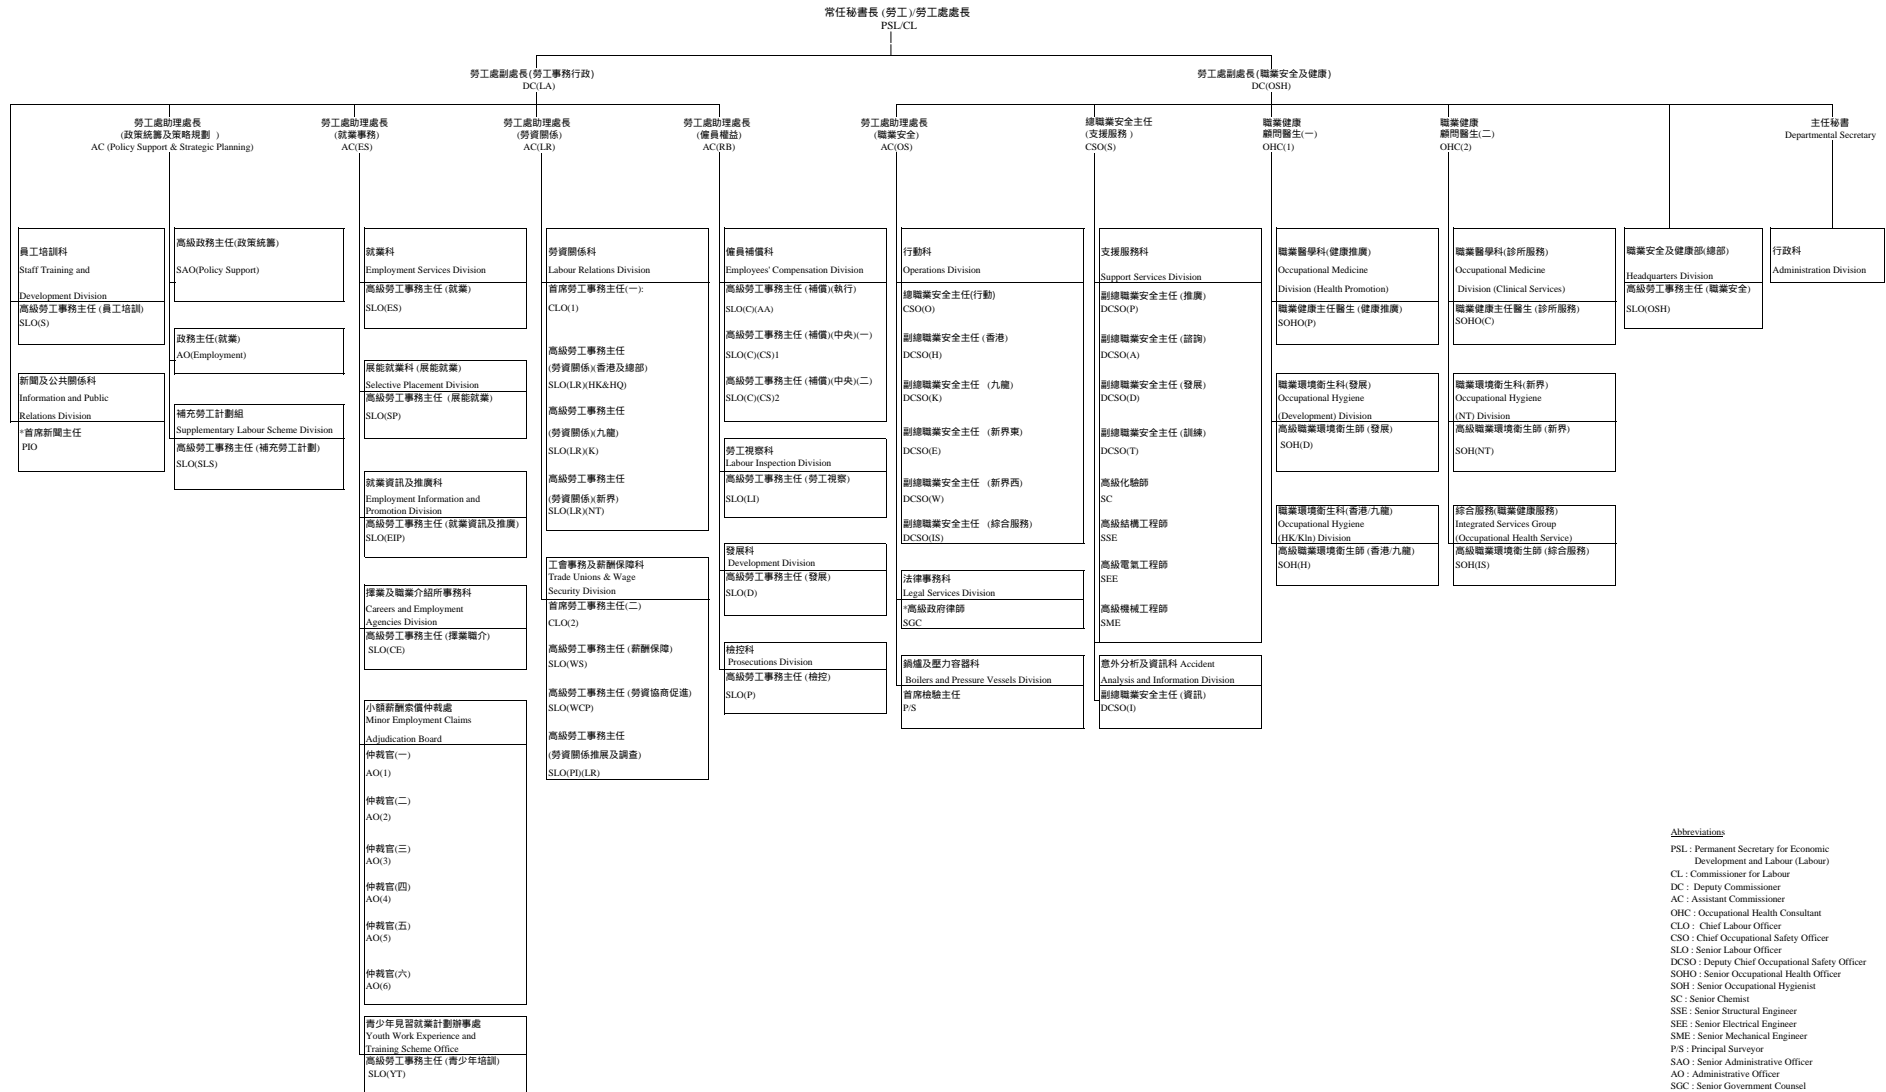 常任秘書長 (勞工)/勞工處處長
PSL/CL
勞工處副處長(勞工事務行政)
DC(LA)
勞工處副處長(職業安全及健康)
DC(OSH)
勞工處助理處長
(政策統籌及策略規劃 )
AC (Policy Support & Strategic Planning)
勞工處助理處長
(就業事務)
AC(ES)
勞工處助理處長
(勞資關係)
AC(LR)
勞工處助理處長
(僱員權益)
AC(RB)
勞工處助理處長
(職業安全)
AC(OS)
總職業安全主任
(支援服務 )
CSO(S)
職業健康
顧問醫生(一)
OHC(1)
職業健康
顧問醫生(二)
OHC(2)
主任秘書
Departmental Secretary
員工培訓科
Staff Training and
Development Division
高級勞工事務主任 (員工培訓)
SLO(S)
新聞及公共關係科
Information and Public
Relations Division
*首席新聞主任
PIO
高級政務主任(政策統籌)
SAO(Policy Support)
政務主任(就業)
AO(Employment)
補充勞工計劃組
Supplementary Labour Scheme Division
高級勞工事務主任 (補充勞工計劃)
SLO(SLS)
就業科
Employment Services Division
高級勞工事務主任 (就業)
SLO(ES)
展能就業科 (展能就業)
Selective Placement Division
高級勞工事務主任 (展能就業)
SLO(SP)
就業資訊及推廣科
Employment Information and
Promotion Division
高級勞工事務主任 (就業資訊及推廣)
SLO(EIP)
擇業及職業介紹所事務科
Careers and Employment
Agencies Division
高級勞工事務主任 (擇業職介)
SLO(CE)
小額薪酬索償仲裁處
Minor Employment Claims
Adjudication Board
仲裁官(一)
AO(1)
仲裁官(二)
AO(2)
仲裁官(三)
AO(3)
仲裁官(四)
AO(4)
仲裁官(五)
AO(5)
仲裁官(六)
AO(6)
青少年見習就業計劃辦事處
Youth Work Experience and
Training Scheme Office
高級勞工事務主任 (青少年培訓)
SLO(YT)
勞資關係科
Labour Relations Division
首席勞工事務主任(一):
CLO(1)
高級勞工事務主任
(勞資關係)(香港及總部)
SLO(LR)(HK&HQ)
高級勞工事務主任
(勞資關係)(九龍)
SLO(LR)(K)
高級勞工事務主任
(勞資關係)(新界)
SLO(LR)(NT)
工會事務及薪酬保障科
Trade Unions & Wage
Security Division
首席勞工事務主任(二)
CLO(2)
高級勞工事務主任 (薪酬保障)
SLO(WS)
高級勞工事務主任 (勞資協商促進)
SLO(WCP)
高級勞工事務主任
(勞資關係推展及調查)
SLO(PI)(LR)
僱員補償科
Employees' Compensation Division
高級勞工事務主任 (補償)(執行)
SLO(C)(AA)
高級勞工事務主任 (補償)(中央)(一)
SLO(C)(CS)1
高級勞工事務主任 (補償)(中央)(二)
SLO(C)(CS)2
勞工視察科
Labour Inspection Division
高級勞工事務主任 (勞工視察)
SLO(LI)
發展科
Development Division
高級勞工事務主任 (發展)
SLO(D)
檢控科
Prosecutions Division
高級勞工事務主任 (檢控)
SLO(P)
行動科
Operations Division
總職業安全主任(行動)
CSO(O)
副總職業安全主任 (香港)
DCSO(H)
副總職業安全主任 (九龍)
DCSO(K)
副總職業安全主任 (新界東)
DCSO(E)
副總職業安全主任 (新界西)
DCSO(W)
副總職業安全主任 (綜合服務)
DCSO(IS)
法律事務科
Legal Services Division
*高級政府律師
SGC
鍋爐及壓力容器科
Boilers and Pressure Vessels Division
首席檢驗主任
P/S
支援服務科
Support Services Division
副總職業安全主任 (推廣)
DCSO(P)
副總職業安全主任 (諮詢)
DCSO(A)
副總職業安全主任 (發展)
DCSO(D)
副總職業安全主任 (訓練)
DCSO(T)
高級化驗師
SC
高級結構工程師
SSE
高級電氣工程師
SEE
高級機械工程師
SME
意外分析及資訊科 Accident
Analysis and Information Division
副總職業安全主任 (資訊)
DCSO(I)
職業醫學科(健康推廣)
Occupational Medicine
Division (Health Promotion)
職業健康主任醫生 (健康推廣)
SOHO(P)
職業環境衛生科(發展)
Occupational Hygiene
(Development) Division
高級職業環境衛生師 (發展)
SOH(D)
職業環境衛生科(香港/九龍)
Occupational Hygiene
(HK/Kln) Division
高級職業環境衛生師 (香港/九龍)
SOH(H)
職業醫學科(診所服務)
Occupational Medicine
Division (Clinical Services)
職業健康主任醫生 (診所服務)
SOHO(C)
職業環境衛生科(新界)
Occupational Hygiene
(NT) Division
高級職業環境衛生師 (新界)
SOH(NT)
綜合服務(職業健康服務)
Integrated Services Group
(Occupational Health Service)
高級職業環境衛生師 (綜合服務)
SOH(IS)
職業安全及健康部(總部)
Headquarters Division
高級勞工事務主任 (職業安全)
SLO(OSH)
行政科
Administration Division
Abbreviations
PSL : Permanent Secretary for Economic
Development and Labour (Labour)
CL : Commissioner for Labour
DC : Deputy Commissioner
AC : Assistant Commissioner
OHC : Occupational Health Consultant
CLO : Chief Labour Officer
CSO : Chief Occupational Safety Officer
SLO : Senior Labour Officer
DCSO : Deputy Chief Occupational Safety Officer
SOHO : Senior Occupational Health Officer
SOH : Senior Occupational Hygienist
SC : Senior Chemist
SSE : Senior Structural Engineer
SEE : Senior Electrical Engineer
SME : Senior Mechanical Engineer
P/S : Principal Surveyor
SAO : Senior Administrative Officer
AO : Administrative Officer
SGC : Senior Government Counsel